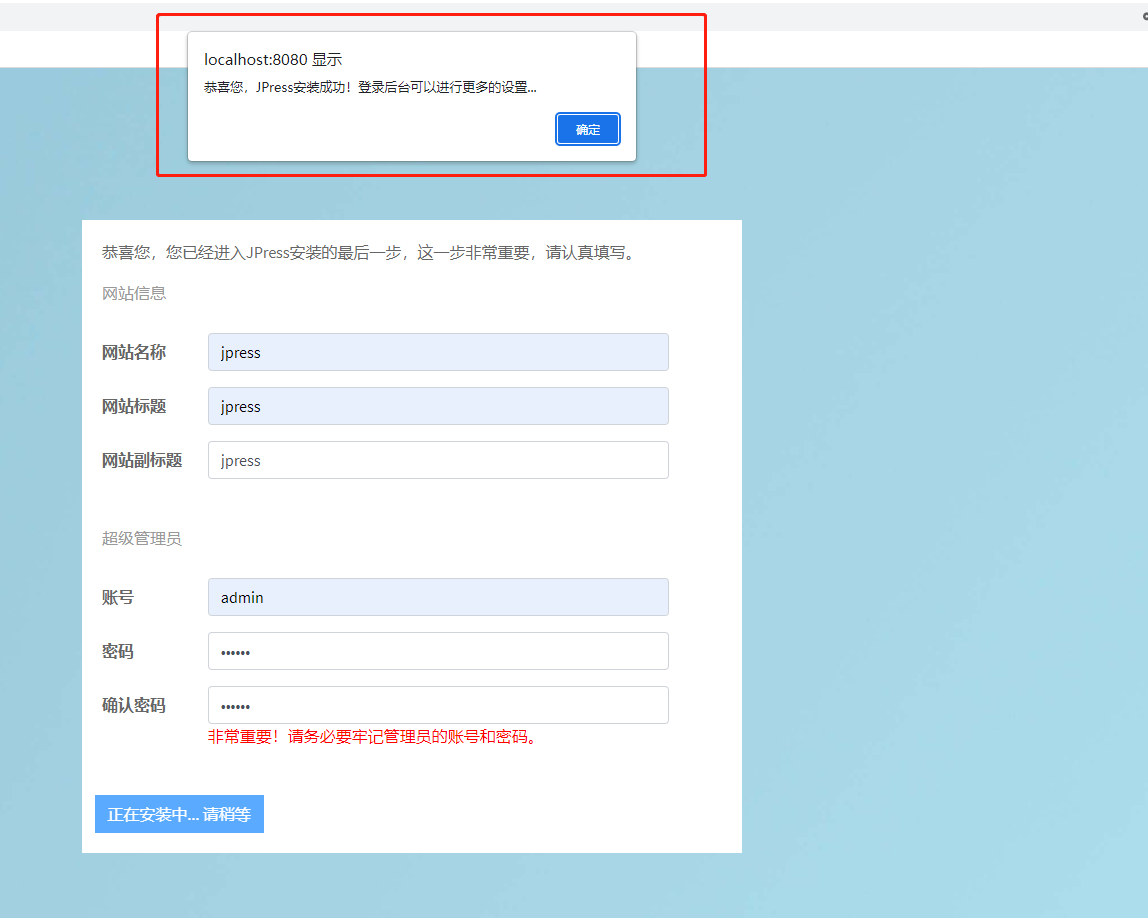 localhost:8080 显示
恭喜您，JPress安装成功！登录后台可以进行更多的设置...
确定
恭喜您，您已经进入JPress安装的最后一步，这一步非常重要，请认真填写。
网站信息
网站名称 jpress
网站标题 jpress
网站副标题 jpress
超级管理员
账号 admin
密码 ••••••
确认密码 ••••••
非常重要！请务必要牢记管理员的账号和密码。
正在安装中... 请稍等